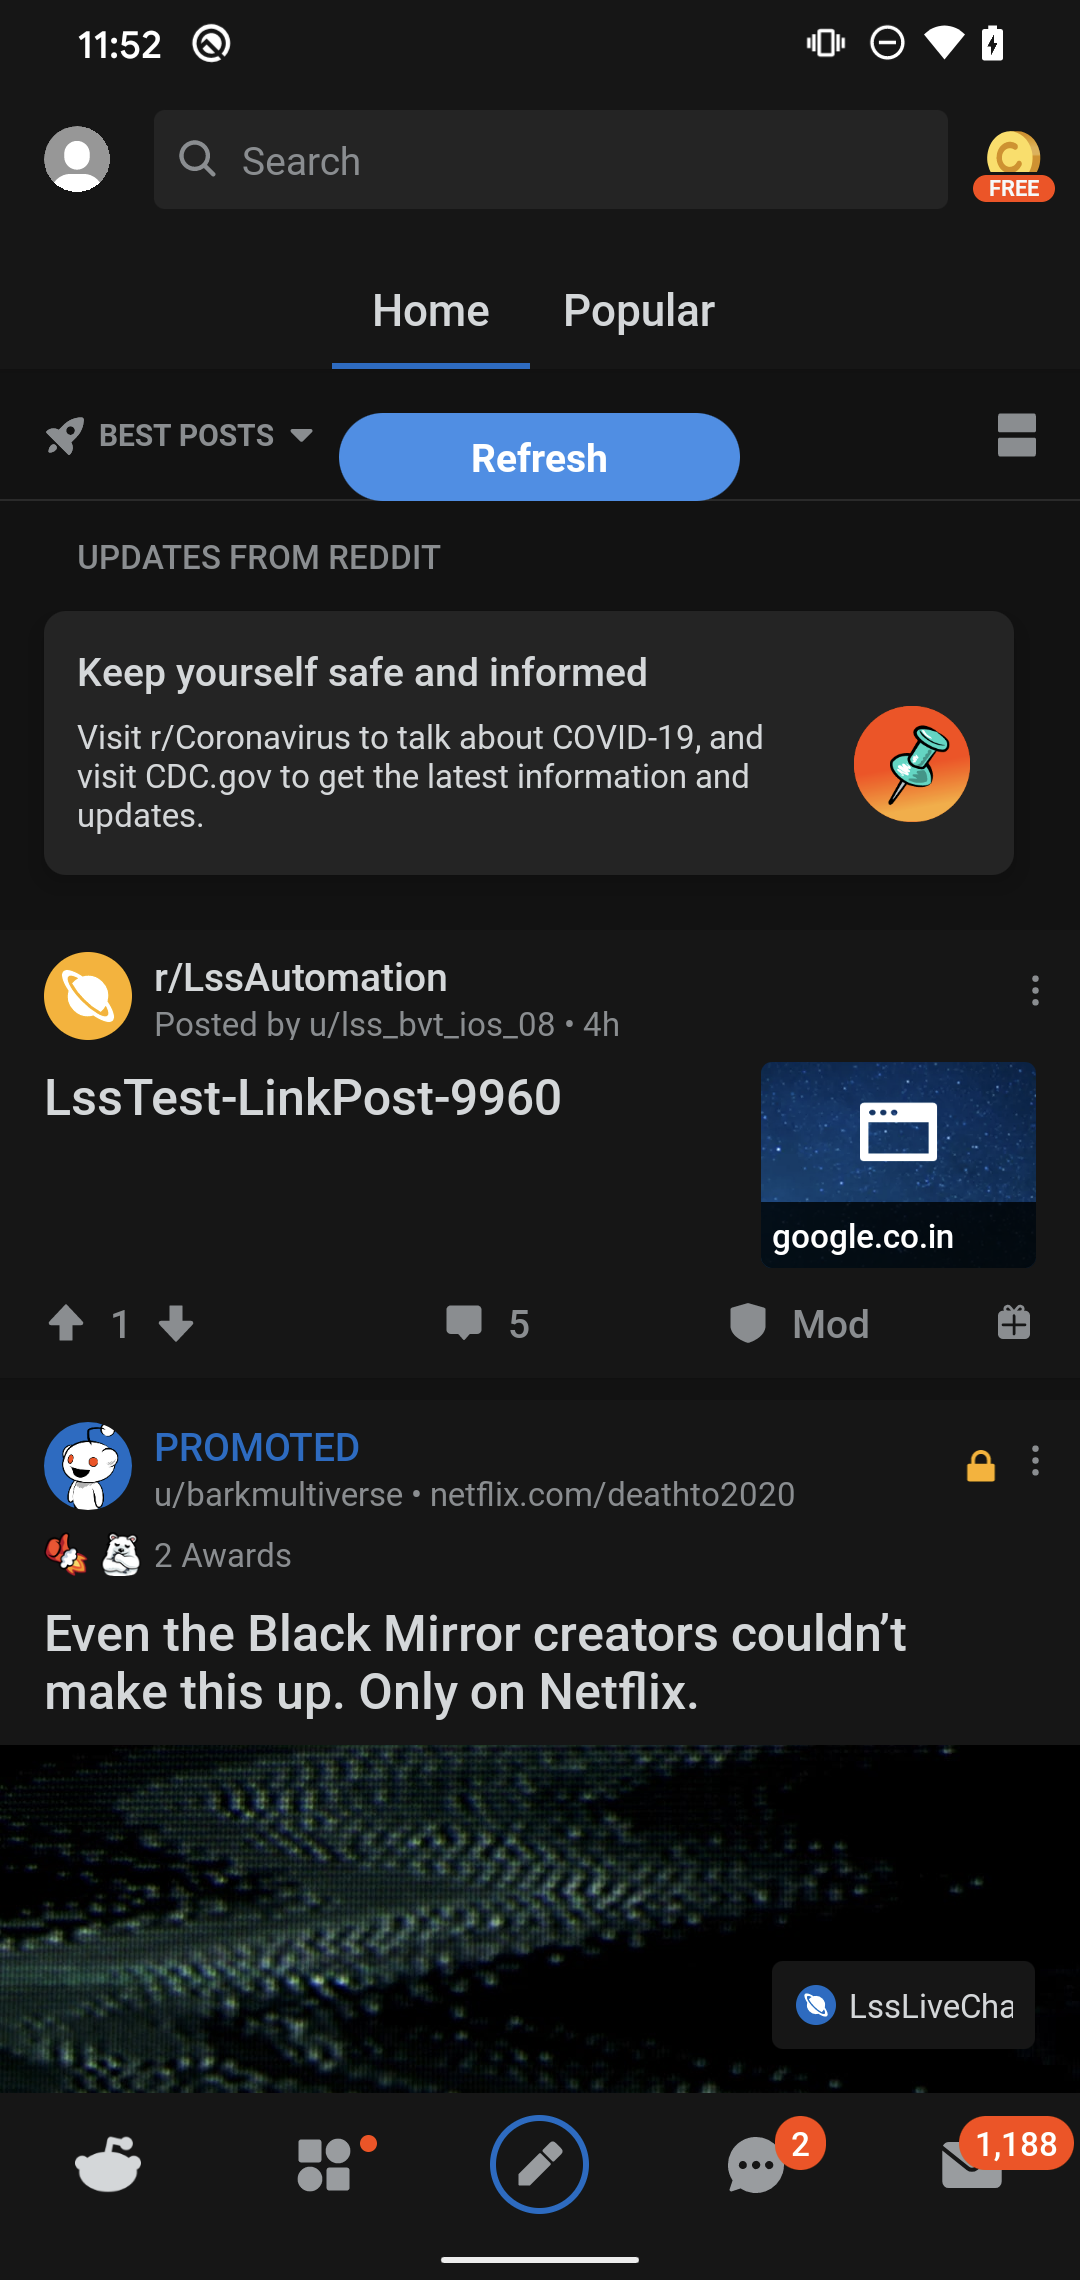 11:52
Search
FREE
Home Popular
BEST POSTS
Refresh
UPDATES FROM REDDIT
Keep yourself safe and informed
Visit r/Coronavirus to talk about COVID-19, and
visit CDC.gov to get the latest information and
updates.
r/LssAutomation
Posted by u/lss_bvt_ios_08 • 4h
LssTest-LinkPost-9960
google.co.in
1 5 Mod
PROMOTED
u/barkmultiverse • netflix.com/deathto2020
2 Awards
Even the Black Mirror creators couldn’t
make this up. Only on Netflix.
LssLiveCha
2 1,188